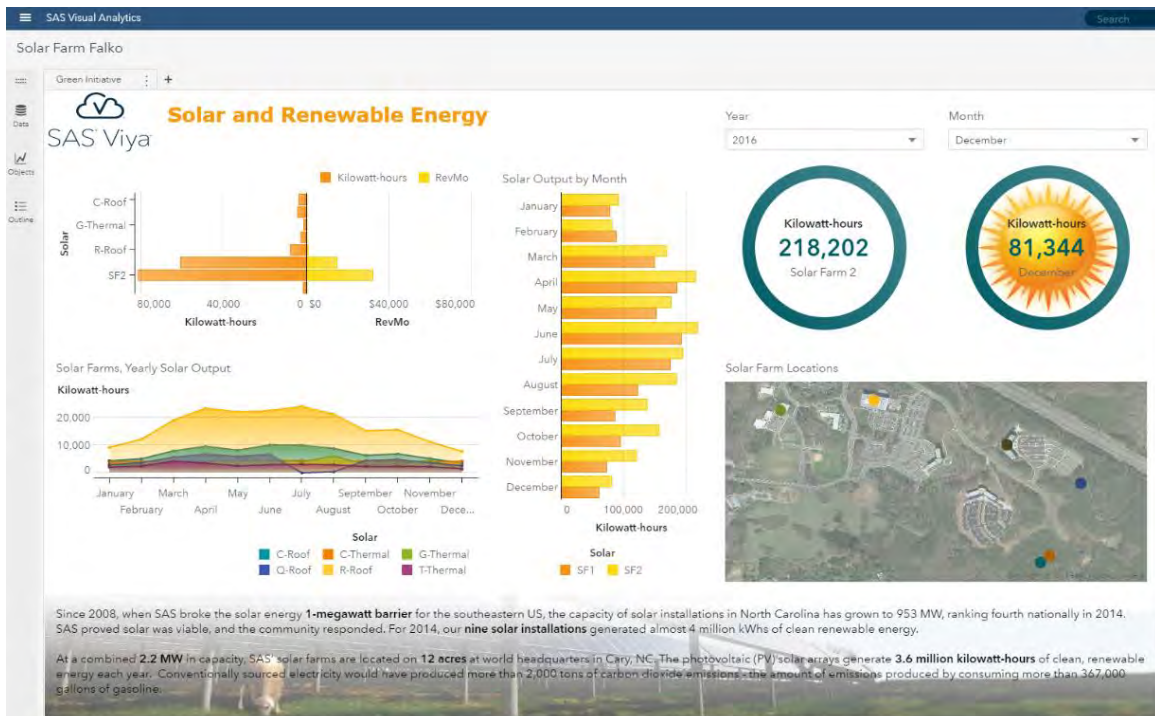 SAS Visual Analytics
Search
Solar Farm Falko
Green Initiative
Data
Objects
Outline
SAS Viya
Solar and Renewable Energy
Year
2016
Month
December
Kilowatt-hours RevMo
C-Roof
G-Thermal
R-Roof
SF2
Solar
80,000 40,000 0 $0 $40,000 $80,000
Kilowatt-hours RevMo
Solar Output by Month
January
February
March
April
May
June
July
August
September
October
November
December
0 100,000 200,000
Kilowatt-hours
Solar
SF1 SF2
Kilowatt-hours
218,202
Solar Farm 2
Kilowatt-hours
81,344
December
Solar Farms, Yearly Solar Output
Kilowatt-hours
20,000
10,000
0
January March May July September November
February April June August October Dece...
Solar
C-Roof C-Thermal G-Thermal
Q-Roof R-Roof T-Thermal
Solar Farm Locations
Since 2008, when SAS broke the solar energy 1-megawatt barrier for the southeastern US, the capacity of solar installations in North Carolina has grown to 953 MW, ranking fourth nationally in 2014.
SAS proved solar was viable, and the community responded. For 2014, our nine solar installations generated almost 4 million kWhs of clean renewable energy.
At a combined 2.2 MW in capacity, SAS' solar farms are located on 12 acres at world headquarters in Cary, NC. The photovoltaic (PV) solar arrays generate 3.6 million kilowatt-hours of clean, renewable
energy each year. Conventionally sourced electricity would have produced more than 2,000 tons of carbon dioxide emissions - the amount of emissions produced by consuming more than 367,000
gallons of gasoline.